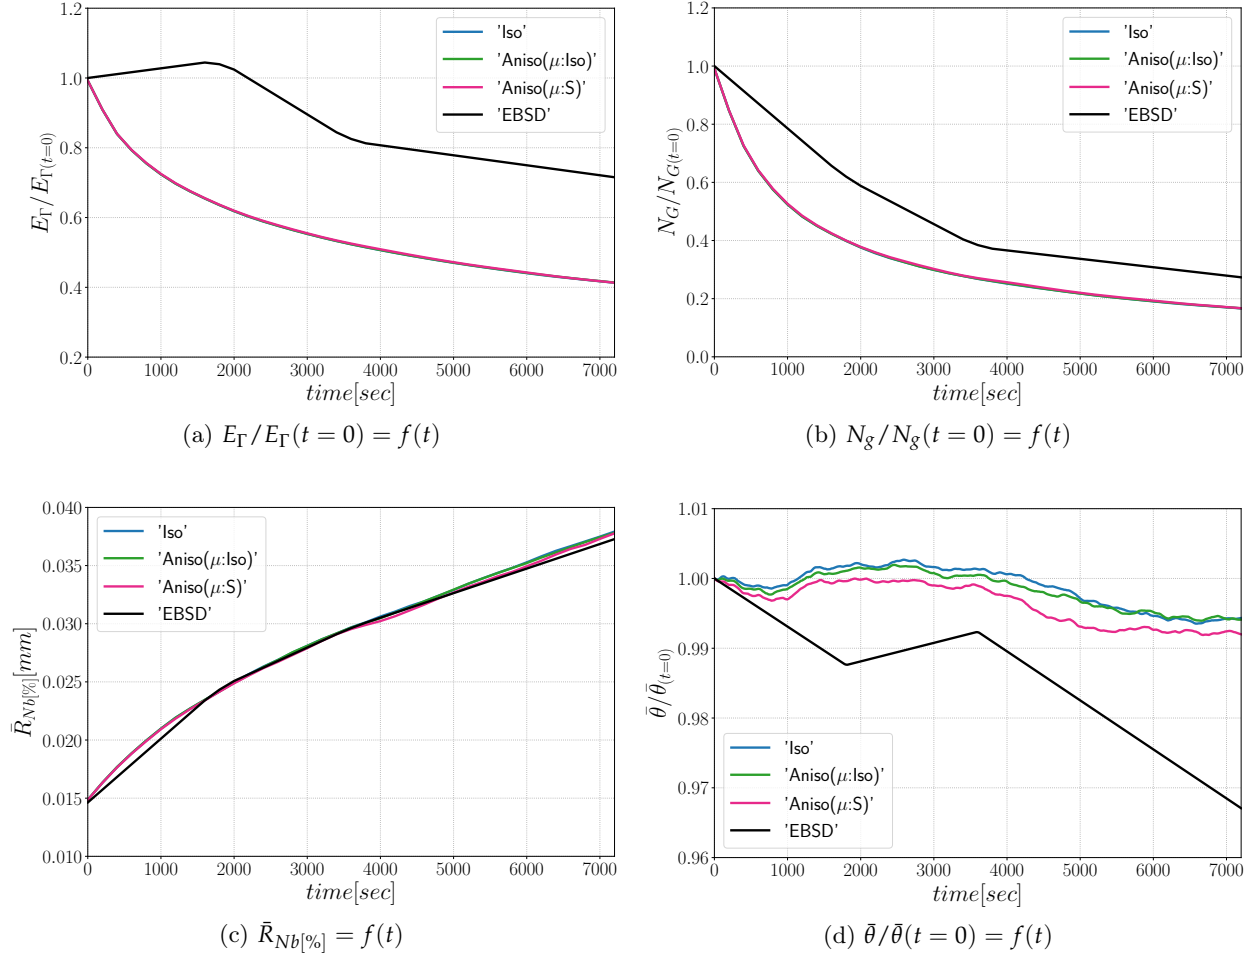 1.2
1.0
0.8
0.6
0.4
0.2
0 1000 2000 3000 4000 5000 6000 7000
time[sec]
E_Γ/E_Γ(t=0)
'Iso'
'Aniso(μ:Iso)'
'Aniso(μ:S)'
'EBSD'
(a) E_Γ/E_Γ(t = 0) = f(t)
1.2
1.0
0.8
0.6
0.4
0.2
0.0
0 1000 2000 3000 4000 5000 6000 7000
time[sec]
N_G/N_G(t=0)
'Iso'
'Aniso(μ:Iso)'
'Aniso(μ:S)'
'EBSD'
(b) N_g/N_g(t = 0) = f(t)
0.040
0.035
0.030
0.025
0.020
0.015
0.010
0 1000 2000 3000 4000 5000 6000 7000
time[sec]
R̄_Nb[%][mm]
'Iso'
'Aniso(μ:Iso)'
'Aniso(μ:S)'
'EBSD'
(c) R̄_Nb[%] = f(t)
1.01
1.00
0.99
0.98
0.97
0.96
0 1000 2000 3000 4000 5000 6000 7000
time[sec]
θ̄/θ̄_(t=0)
'Iso'
'Aniso(μ:Iso)'
'Aniso(μ:S)'
'EBSD'
(d) θ̄/θ̄(t = 0) = f(t)